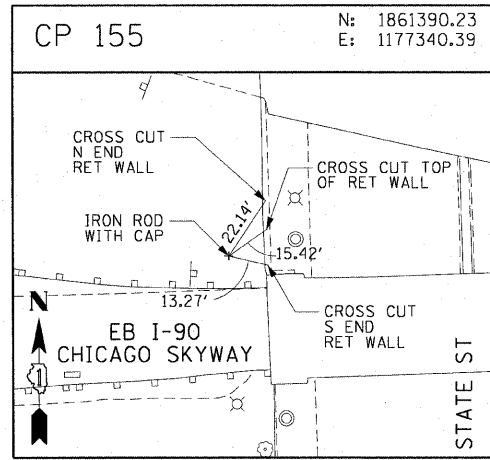 CP 155
N: 1861390.23
E: 1177340.39
CROSS CUT
N END
RET WALL
CROSS CUT TOP
OF RET WALL
IRON ROD
WITH CAP
22.14'
15.42'
13.27'
CROSS CUT
S END
RET WALL
N
EB I-90
CHICAGO SKYWAY
1
STATE ST